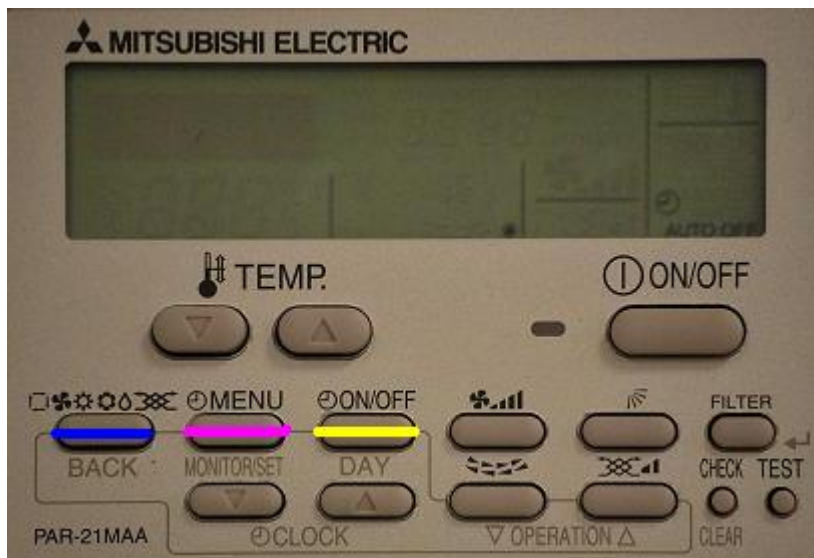 MITSUBISHI ELECTRIC
AUTO OFF
TEMP.
ON/OFF
MENU
ON/OFF
FILTER
BACK
MONITOR/SET
DAY
CHECK
TEST
PAR-21MAA
CLOCK
OPERATION
CLEAR